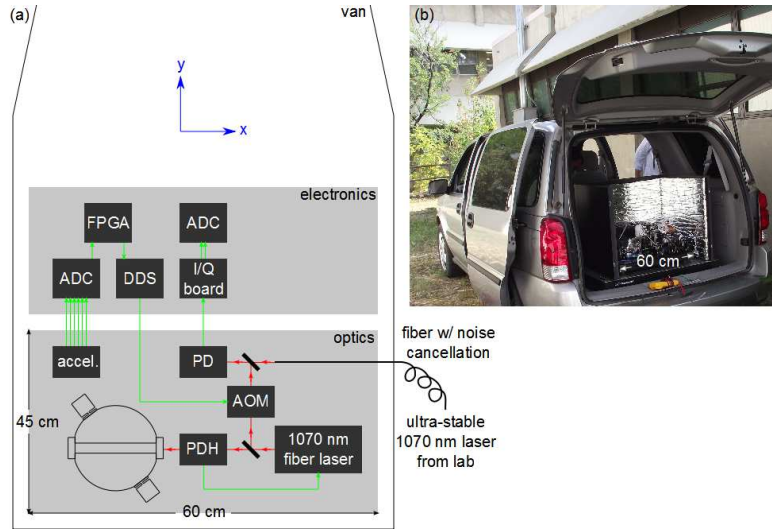 (a)
van
y
x
electronics
FPGA
ADC
ADC
DDS
I/Q
board
optics
accel.
PD
AOM
45 cm
PDH
1070 nm
fiber laser
60 cm
fiber w/ noise
cancellation
ultra-stable
1070 nm laser
from lab
(b)
60 cm